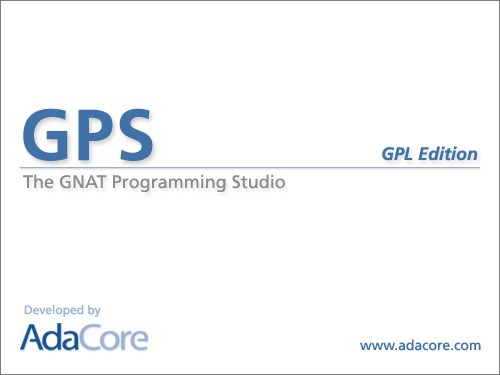 GPS
GPL Edition
The GNAT Programming Studio
Developed by
AdaCore
www.adacore.com